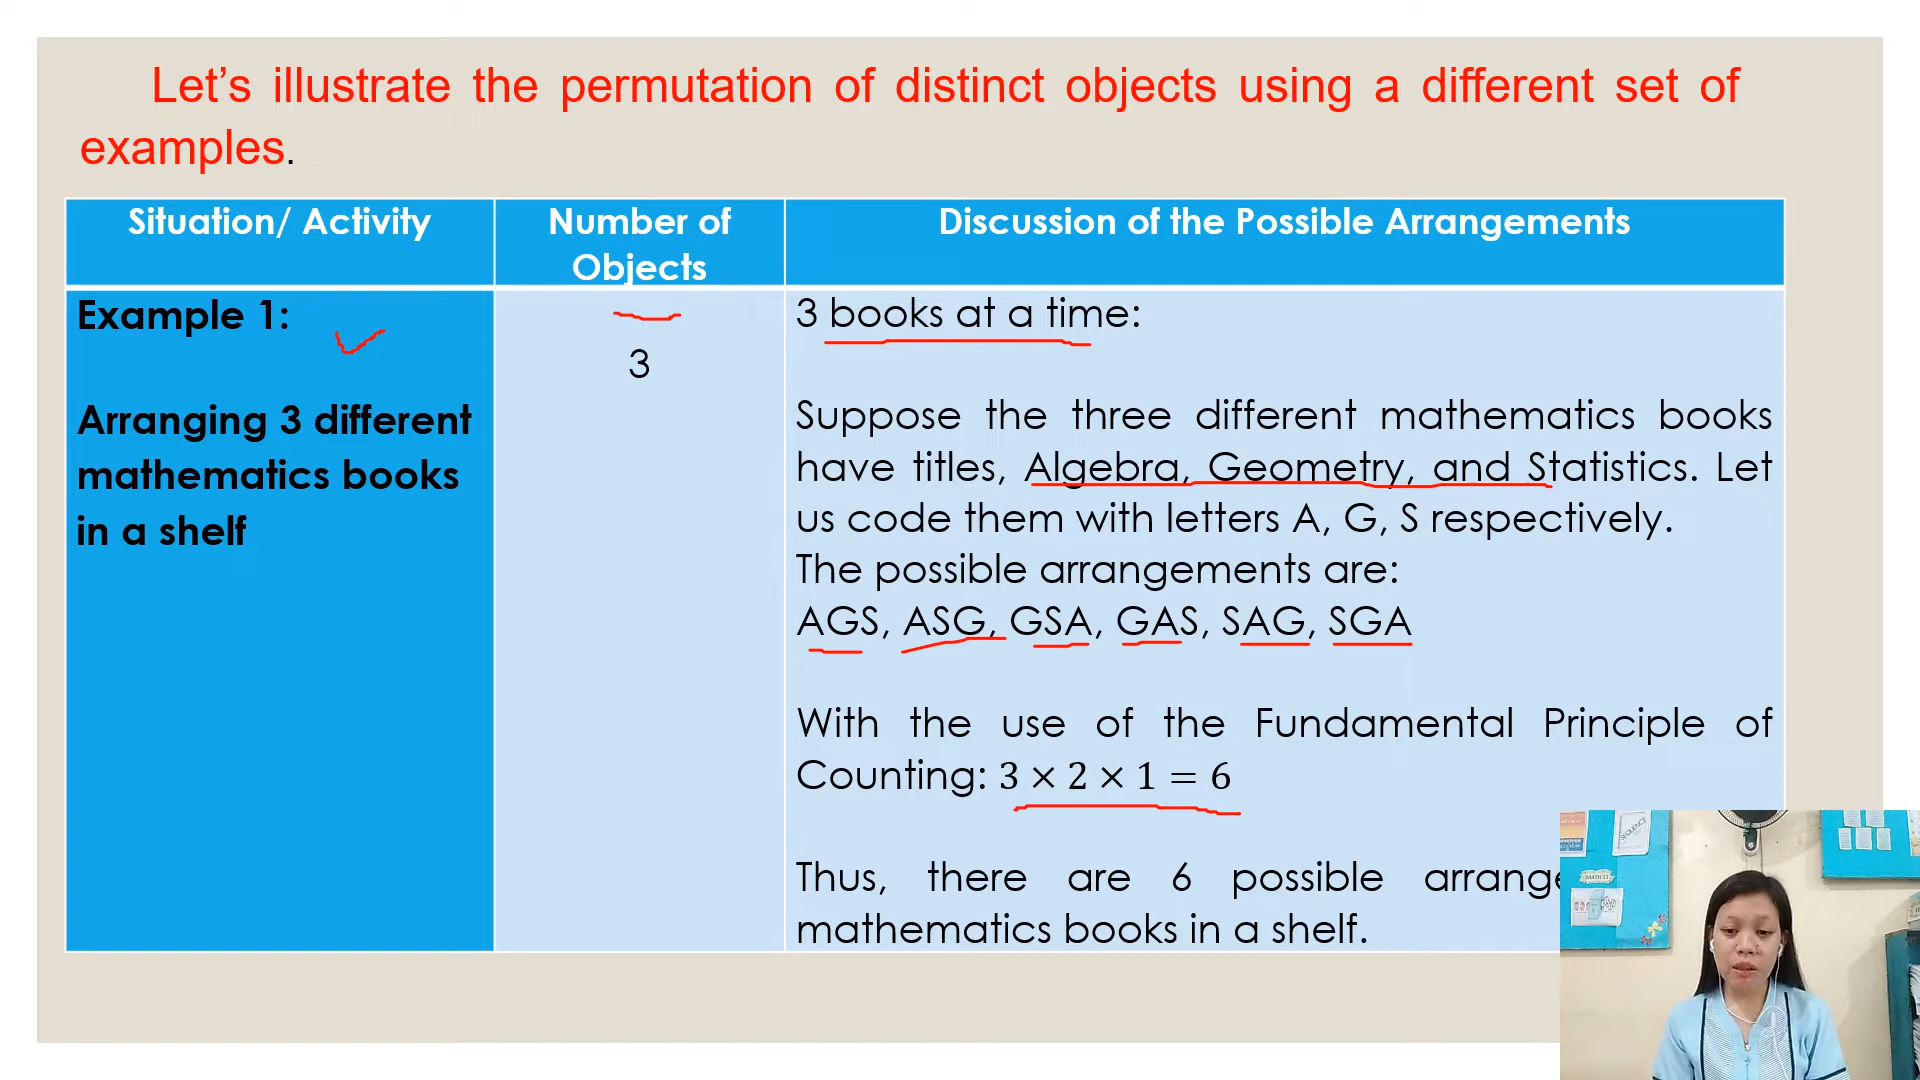 Let’s illustrate the permutation of distinct objects using a different set of
examples.
Situation/ Activity
Number of
Objects
Discussion of the Possible Arrangements
Example 1:
Arranging 3 different
mathematics books
in a shelf
3
3 books at a time:
Suppose the three different mathematics books
have titles, Algebra, Geometry, and Statistics. Let
us code them with letters A, G, S respectively.
The possible arrangements are:
AGS, ASG, GSA, GAS, SAG, SGA
With the use of the Fundamental Principle of
Counting: 3 × 2 × 1 = 6
Thus, there are 6 possible arrange
mathematics books in a shelf.
SEQUENCE
MATH 11